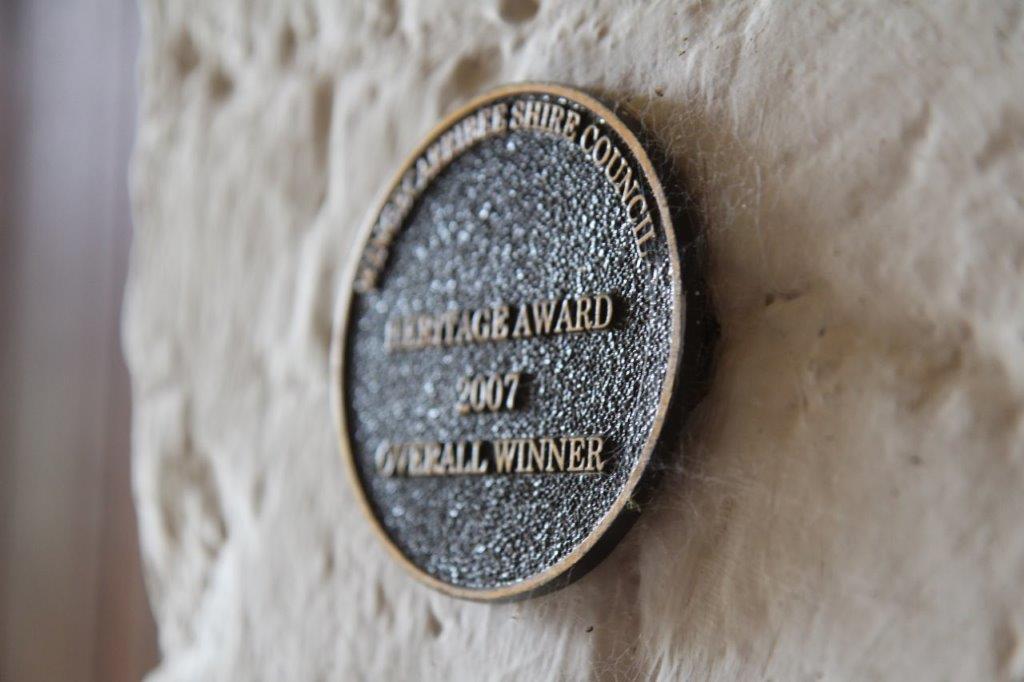 SHIRE COUNCIL
HERITAGE AWARD
2007
OVERALL WINNER